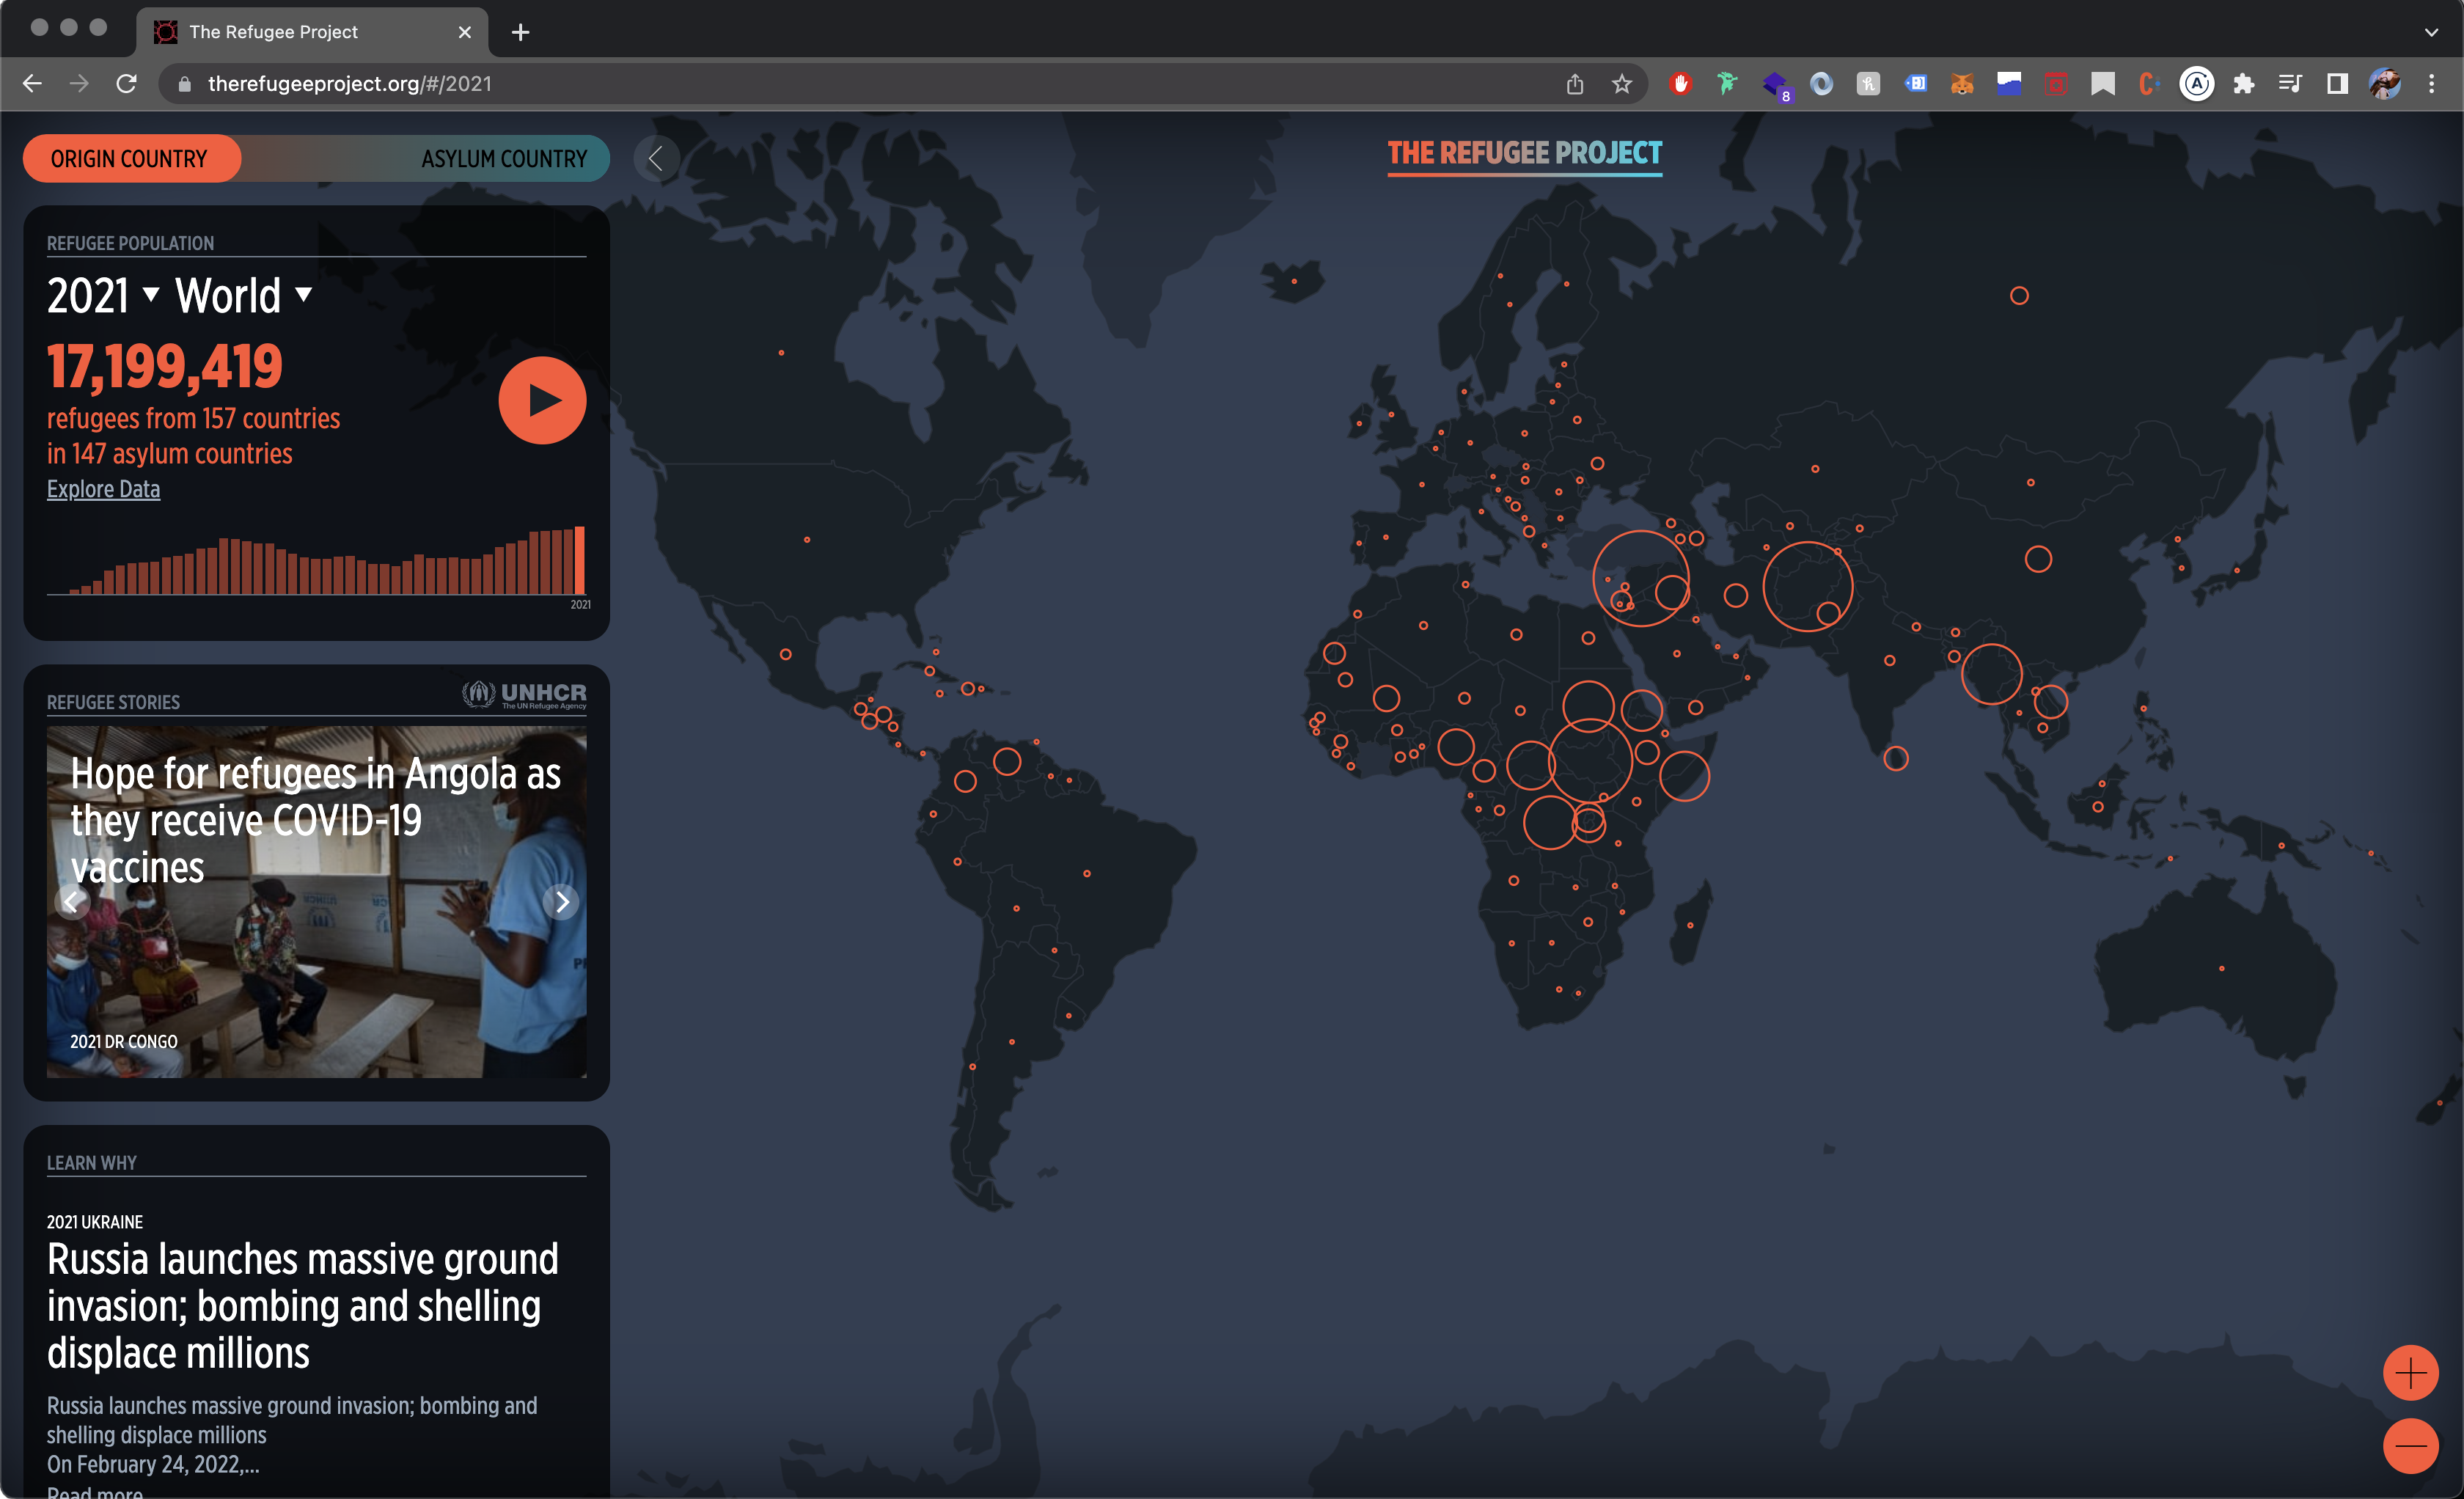 The Refugee Project
therefugeeproject.org/#/2021
8
ORIGIN COUNTRY
ASYLUM COUNTRY
THE REFUGEE PROJECT
REFUGEE POPULATION
2021 World
17,199,419
refugees from 157 countries
in 147 asylum countries
Explore Data
2021
REFUGEE STORIES
UNHCR
The UN Refugee Agency
Hope for refugees in Angola as
they receive COVID-19
vaccines
2021 DR CONGO
LEARN WHY
2021 UKRAINE
Russia launches massive ground
invasion; bombing and shelling
displace millions
Russia launches massive ground invasion; bombing and
shelling displace millions
On February 24, 2022,...
Read more